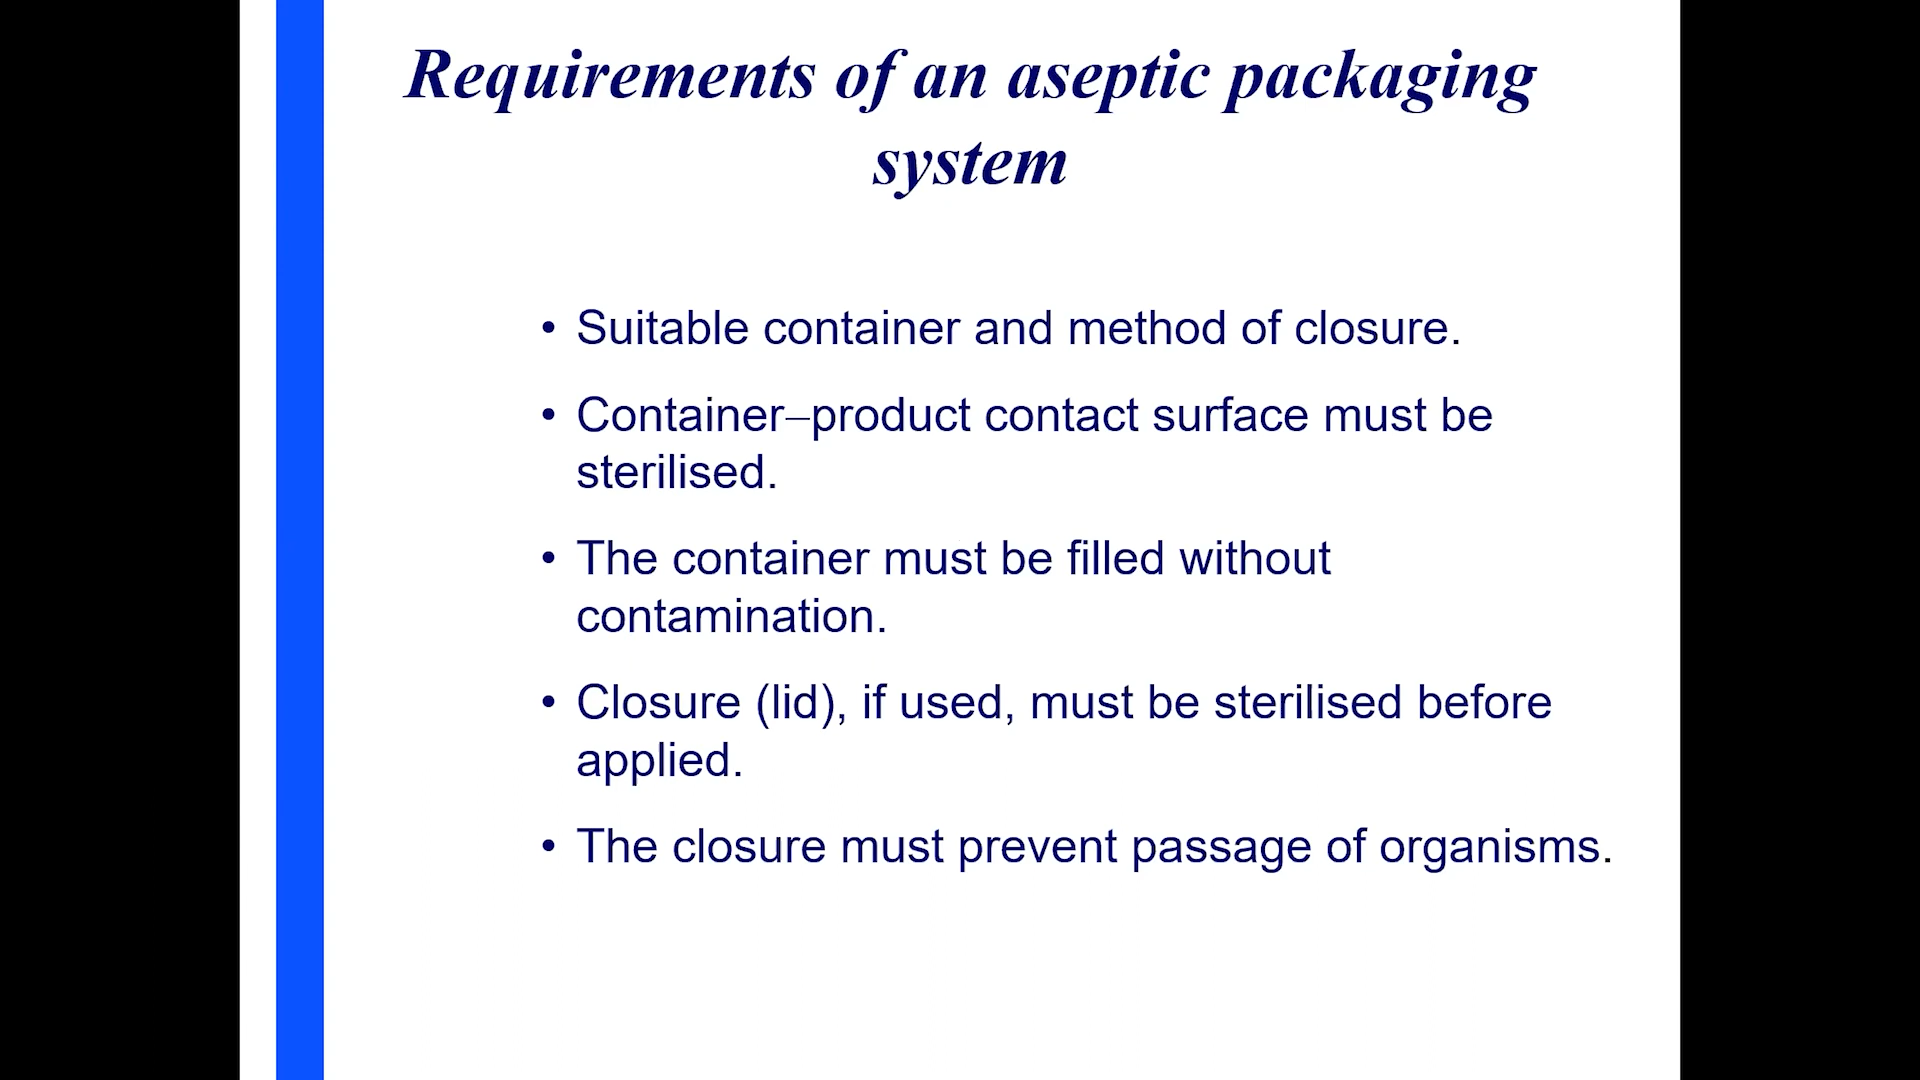 Requirements of an aseptic packaging
system
• Suitable container and method of closure.
• Container–product contact surface must be
sterilised.
• The container must be filled without
contamination.
• Closure (lid), if used, must be sterilised before
applied.
• The closure must prevent passage of organisms.